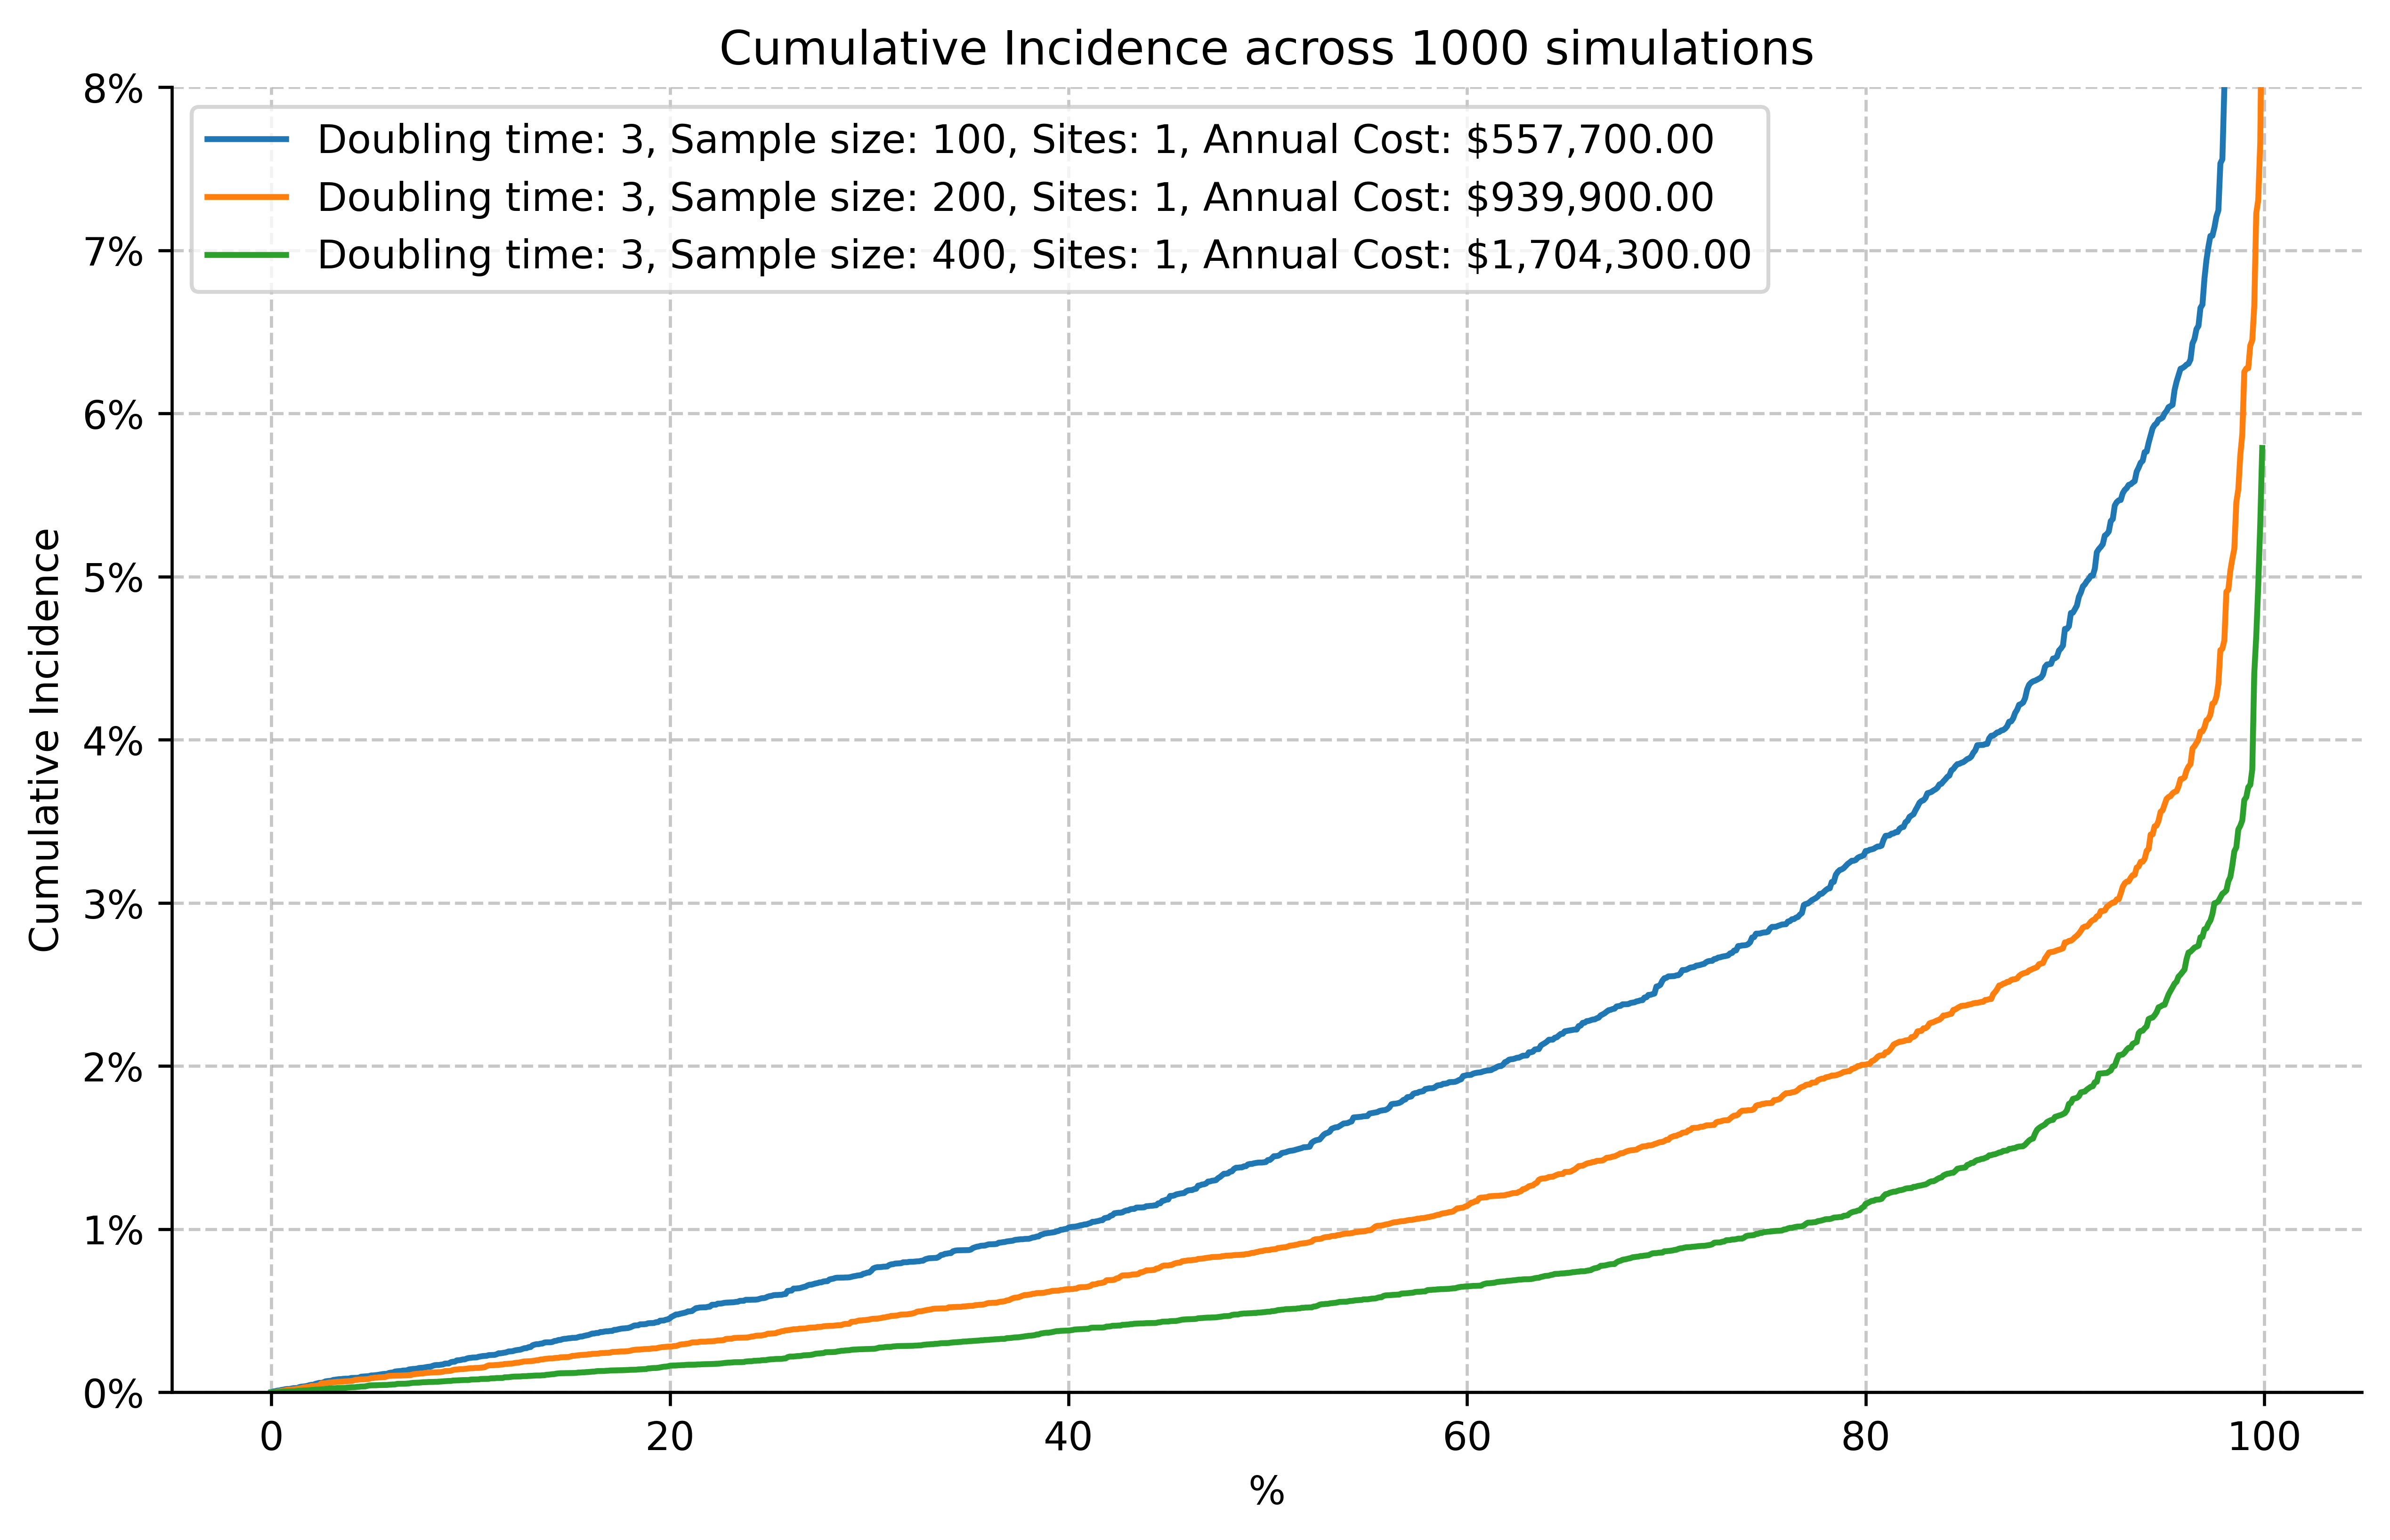 Cumulative Incidence across 1000 simulations
8%
7%
6%
5%
4%
3%
2%
1%
0%
Cumulative Incidence
Doubling time: 3, Sample size: 100, Sites: 1, Annual Cost: $557,700.00
Doubling time: 3, Sample size: 200, Sites: 1, Annual Cost: $939,900.00
Doubling time: 3, Sample size: 400, Sites: 1, Annual Cost: $1,704,300.00
0 20 40 60 80 100
%